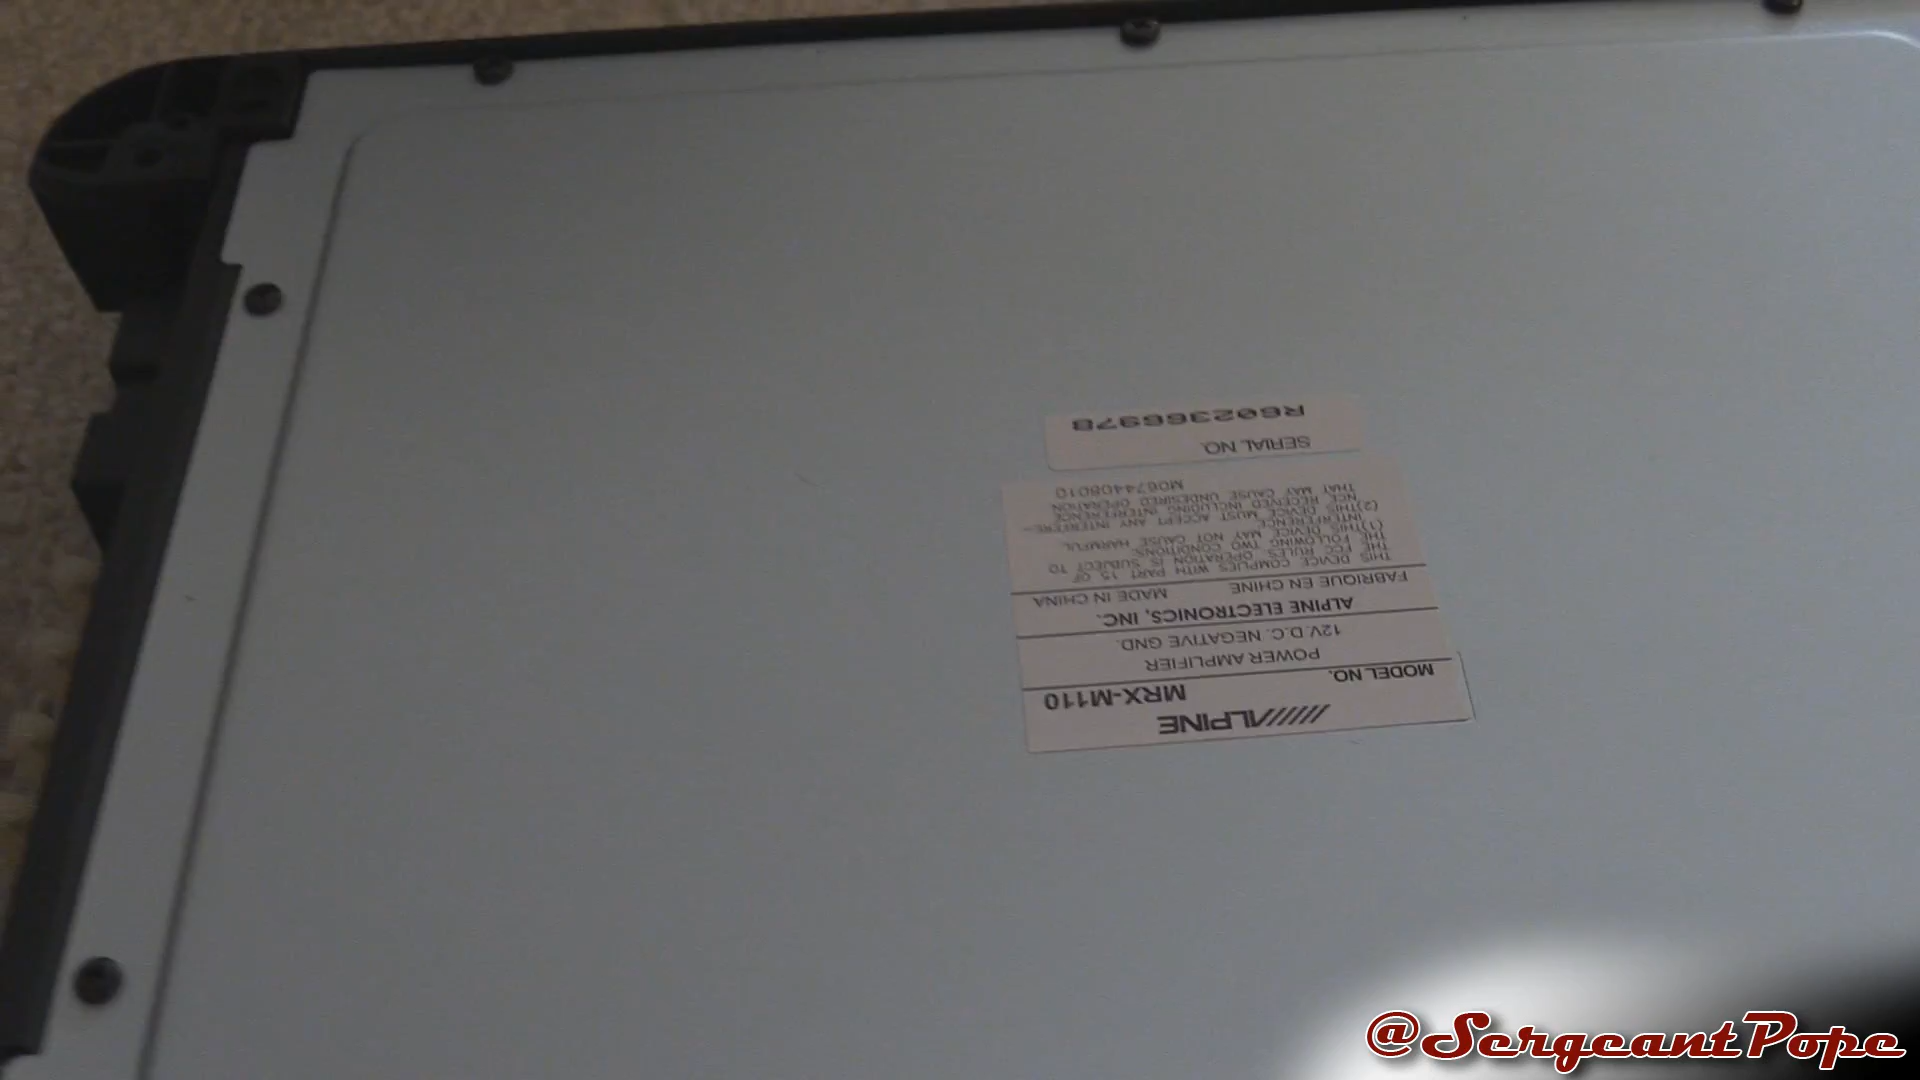 ALPINE
MODEL NO. MRX-M110
POWER AMPLIFIER
12V. D.C. NEGATIVE GND.
ALPINE ELECTRONICS, INC.
FABRIQUE EN CHINE MADE IN CHINA
THIS DEVICE COMPLIES WITH PART 15 OF
THE FCC RULES. OPERATION IS SUBJECT TO
THE FOLLOWING TWO CONDITIONS:
(1)THIS DEVICE MAY NOT CAUSE HARMFUL
INTERFERENCE.
(2)THIS DEVICE MUST ACCEPT ANY INTERFERE-
NCE RECEIVED INCLUDING INTERFERENCE
THAT MAY CAUSE UNDESIRED OPERATION
M0674408010
SERIAL NO.
R60236697B
@SergeantPope